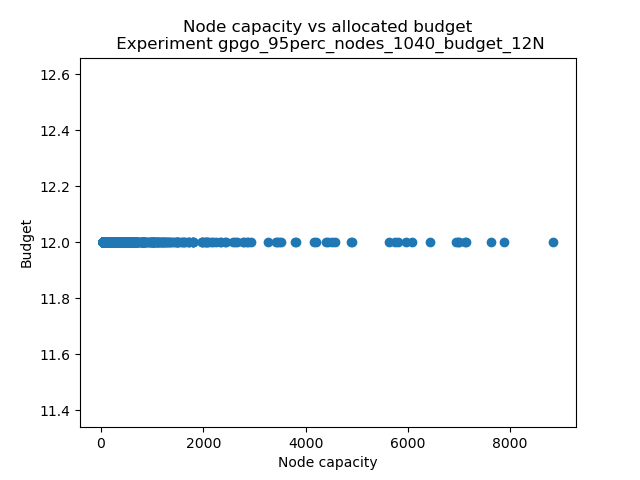 Node capacity vs allocated budget
Experiment gpgo_95perc_nodes_1040_budget_12N
12.6
12.4
12.2
12.0
11.8
11.6
11.4
Budget
0 2000 4000 6000 8000
Node capacity